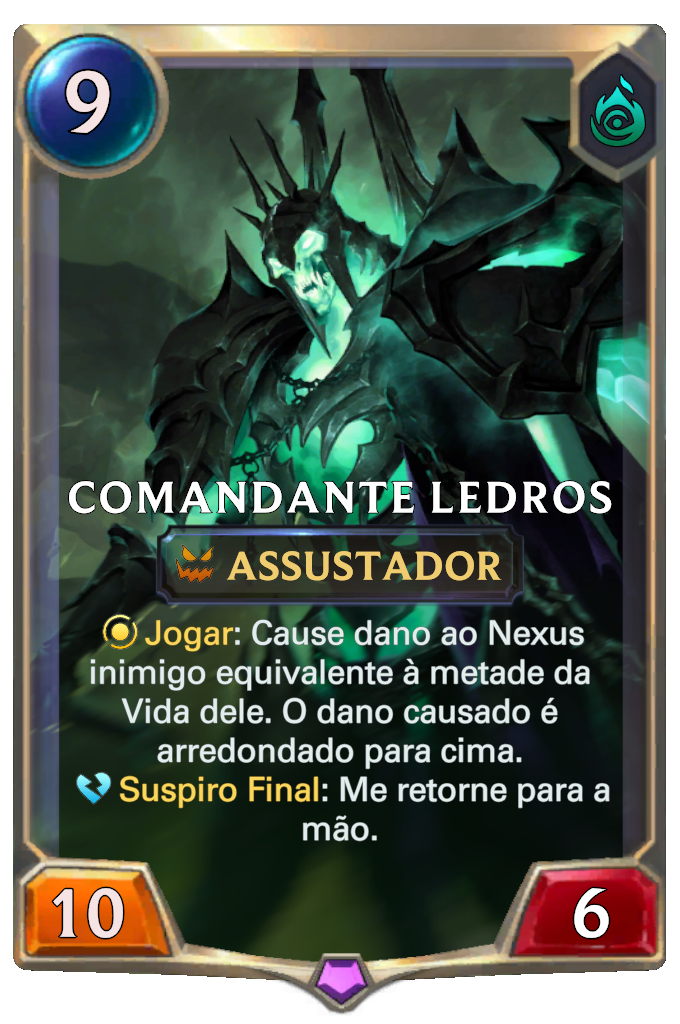 9
COMANDANTE LEDROS
ASSUSTADOR
Jogar: Cause dano ao Nexus
inimigo equivalente à metade da
Vida dele. O dano causado é
arredondado para cima.
Suspiro Final: Me retorne para a
mão.
10
6